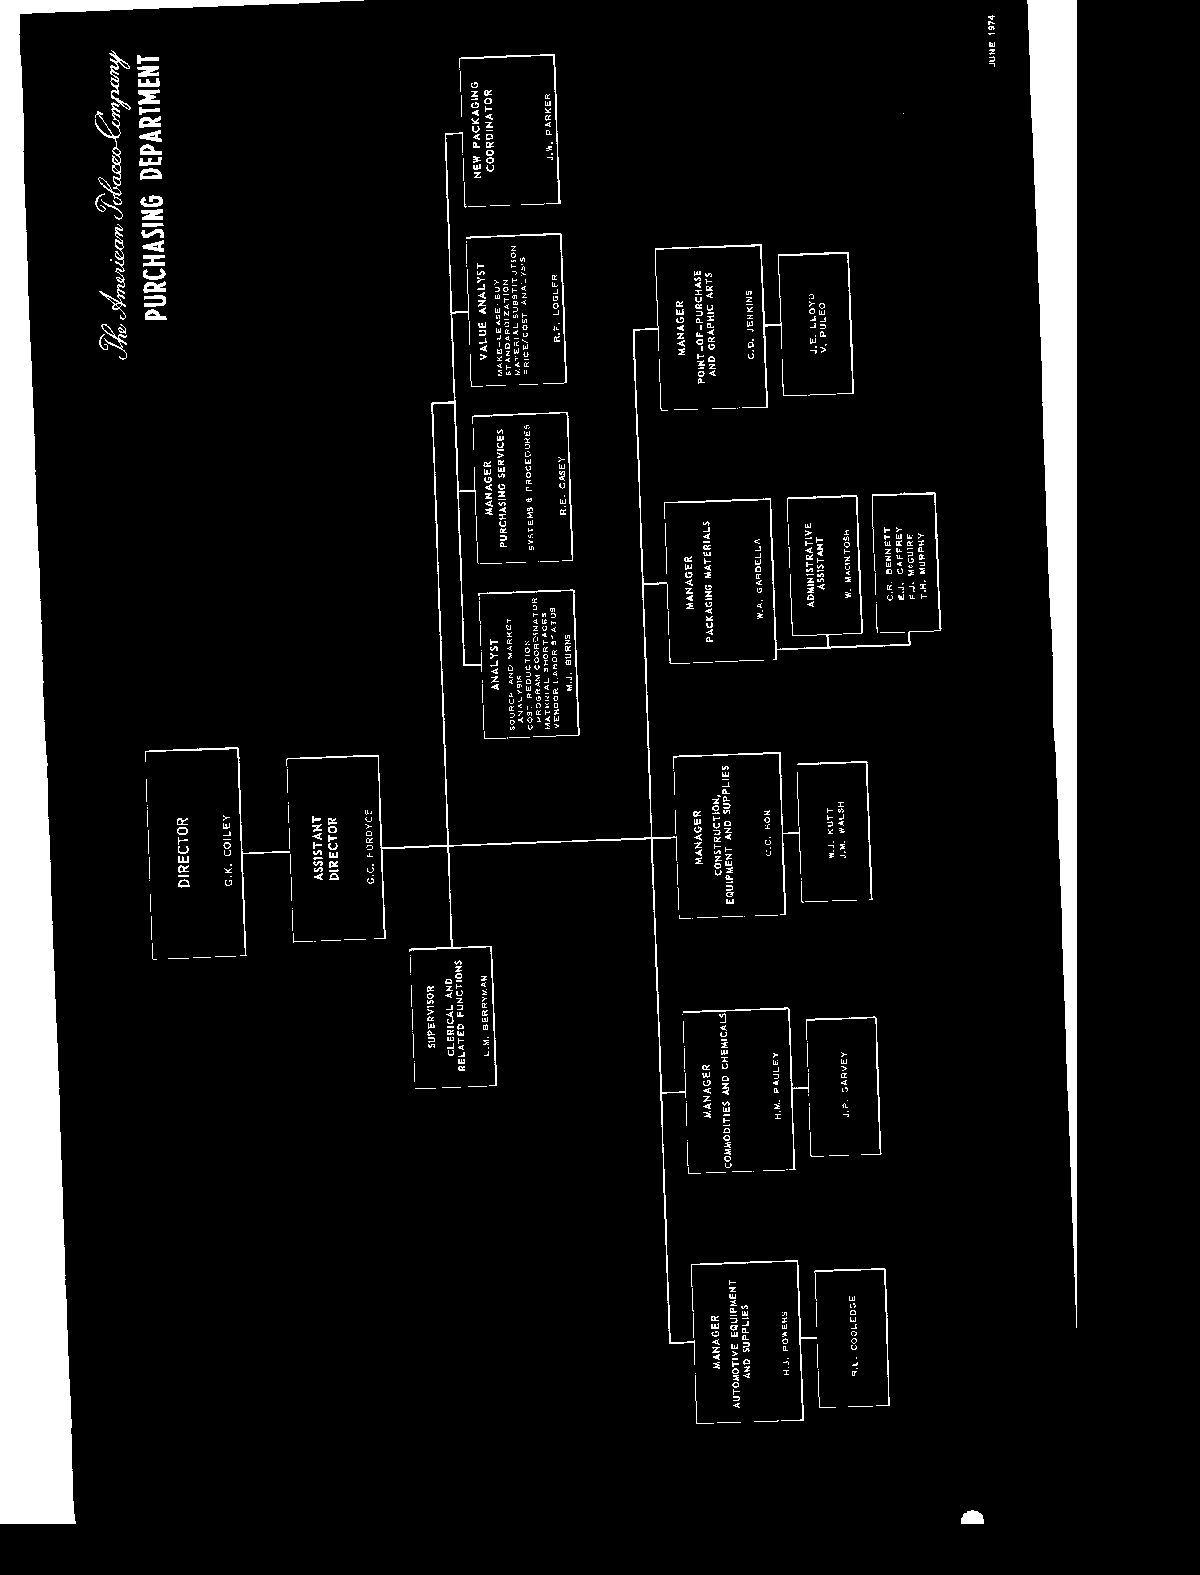 The American Tobacco Company
PURCHASING DEPARTMENT
DIRECTOR
G.K. COILEY
ASSISTANT
DIRECTOR
G.C. FORDYCE
SUPERVISOR
CLERICAL AND
RELATED FUNCTIONS
L.M. BERRYMAN
ANALYST
SOURCE AND MARKET
ANALYSIS
COST REDUCTION
PROGRAM COORDINATOR
MATERIAL SHORTAGES
VENDOR LABOR STATUS
M.J. BURNS
MANAGER
PURCHASING SERVICES
SYSTEMS & PROCEDURES
R.E. CASEY
VALUE ANALYST
MAKE-LEASE-BUY
STANDARDIZATION
MATERIAL SUBSTITUTION
PRICE/COST ANALYSIS
R.F. LOGLER
NEW PACKAGING
COORDINATOR
J.W. PARKER
MANAGER
AUTOMOTIVE EQUIPMENT
AND SUPPLIES
H.J. POWERS
R.L. COOLEDGE
MANAGER
COMMODITIES AND CHEMICALS
H.M. PAULEY
J.P. GARVEY
MANAGER
CONSTRUCTION,
EQUIPMENT AND SUPPLIES
C.C. RON
W.J. KUTT
J.M. WALSH
MANAGER
PACKAGING MATERIALS
W.A. GARDELLA
ADMINISTRATIVE
ASSISTANT
W. MACINTOSH
C.R. BENNETT
E.J. CAFFREY
F.J. McGUIRE
T.H. MURPHY
MANAGER
POINT-OF-PURCHASE
AND GRAPHIC ARTS
C.D. JENKINS
J.E. LLOYD
V. PULEO
JUNE 1974